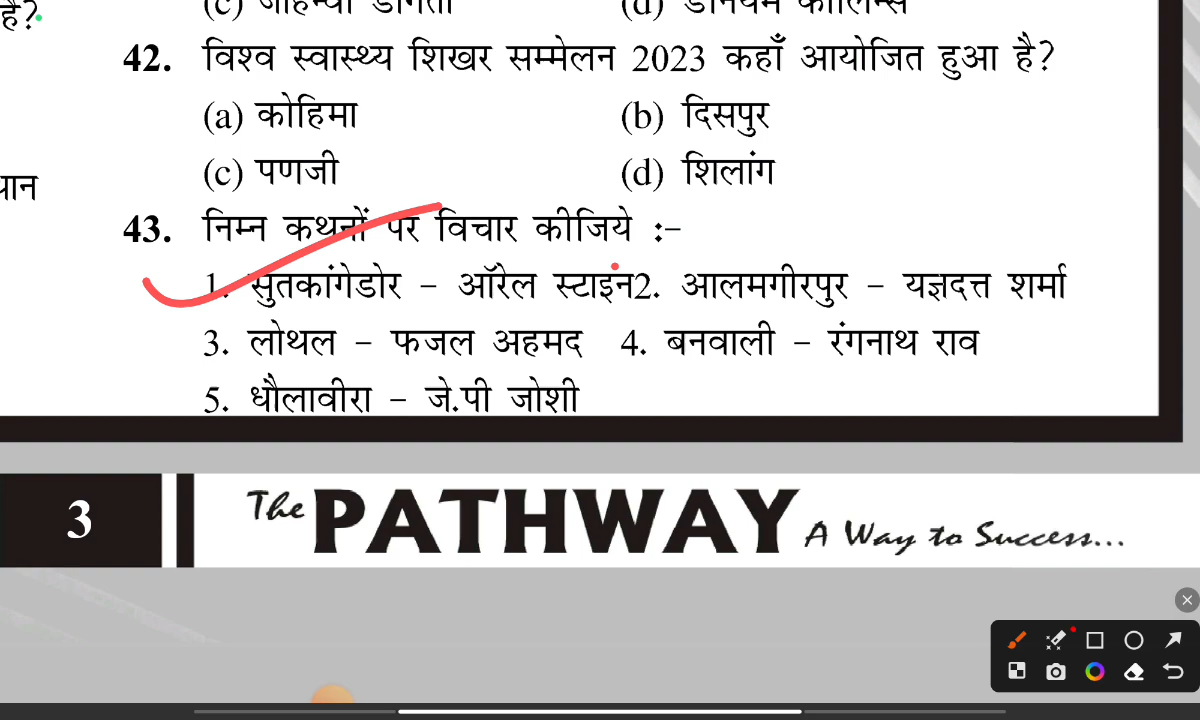 है?
42. विश्व स्वास्थ्य शिखर सम्मेलन 2023 कहाँ आयोजित हुआ है?
(a) कोहिमा (b) दिसपुर
(c) पणजी (d) शिलांग
43. निम्न कथनों पर विचार कीजिये :-
1. सुतकांगेडोर - ऑरेल स्टाइन 2. आलमगीरपुर - यज्ञदत्त शर्मा
3. लोथल - फजल अहमद 4. बनवाली - रंगनाथ राव
5. धौलावीरा - जे.पी जोशी
3 The PATHWAY A Way to Success...